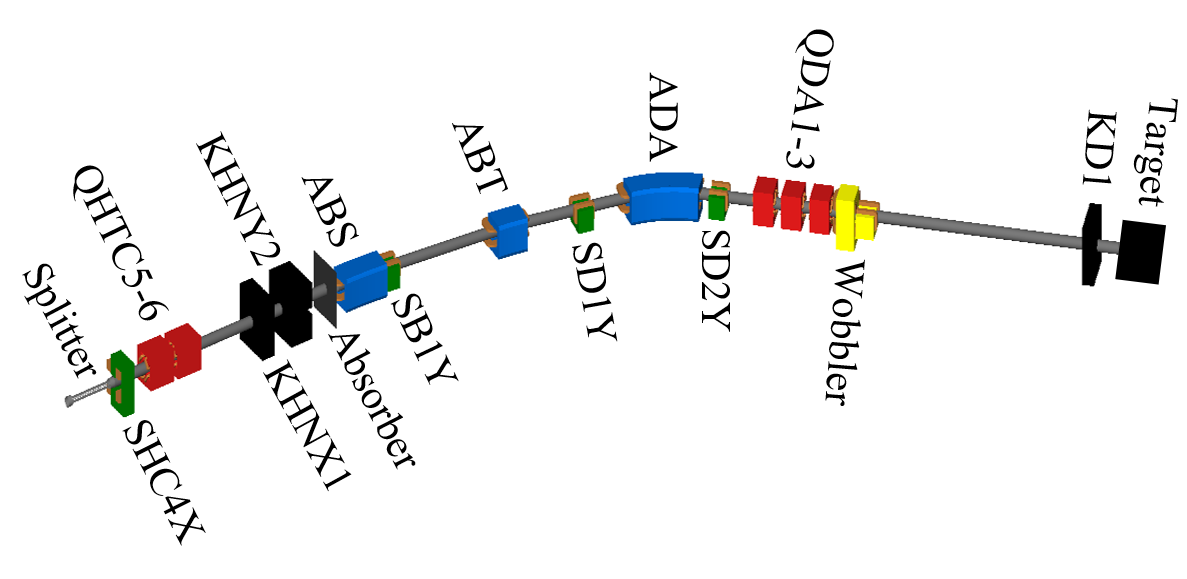 Splitter
SHC4X
QHTC5-6
KHNY2
KHNX1
ABS
Absorber
SB1Y
ABT
SD1Y
ADA
SD2Y
QDA1-3
Wobbler
KD1
Target